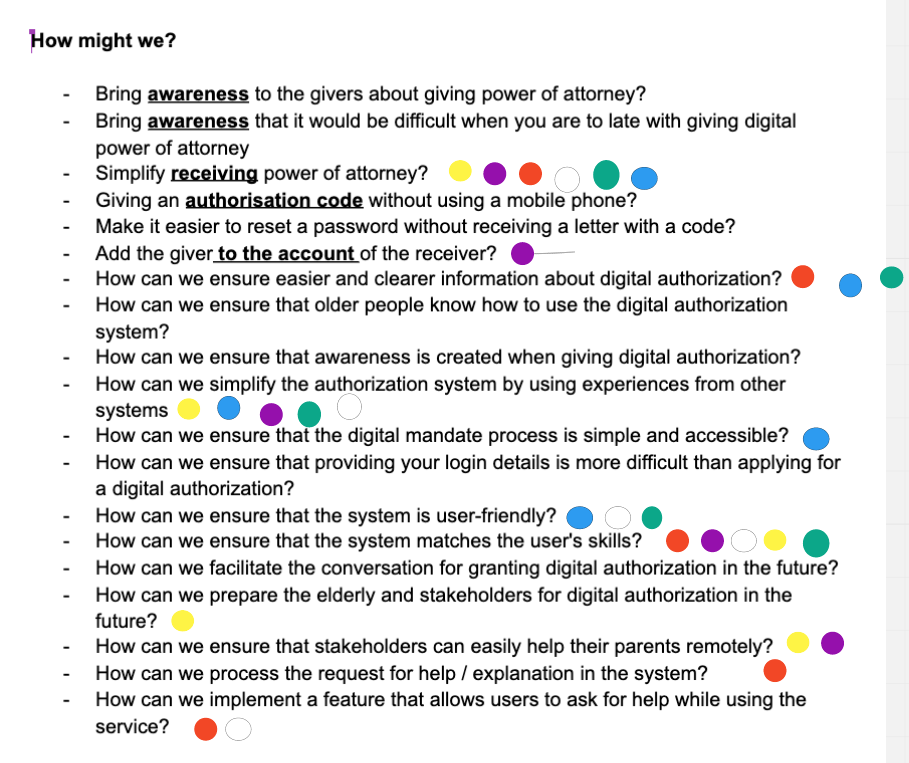 How might we?
- Bring awareness to the givers about giving power of attorney?
- Bring awareness that it would be difficult when you are to late with giving digital
power of attorney
- Simplify receiving power of attorney?
- Giving an authorisation code without using a mobile phone?
- Make it easier to reset a password without receiving a letter with a code?
- Add the giver to the account of the receiver?
- How can we ensure easier and clearer information about digital authorization?
- How can we ensure that older people know how to use the digital authorization
system?
- How can we ensure that awareness is created when giving digital authorization?
- How can we simplify the authorization system by using experiences from other
systems
- How can we ensure that the digital mandate process is simple and accessible?
- How can we ensure that providing your login details is more difficult than applying for
a digital authorization?
- How can we ensure that the system is user-friendly?
- How can we ensure that the system matches the user's skills?
- How can we facilitate the conversation for granting digital authorization in the future?
- How can we prepare the elderly and stakeholders for digital authorization in the
future?
- How can we ensure that stakeholders can easily help their parents remotely?
- How can we process the request for help / explanation in the system?
- How can we implement a feature that allows users to ask for help while using the
service?